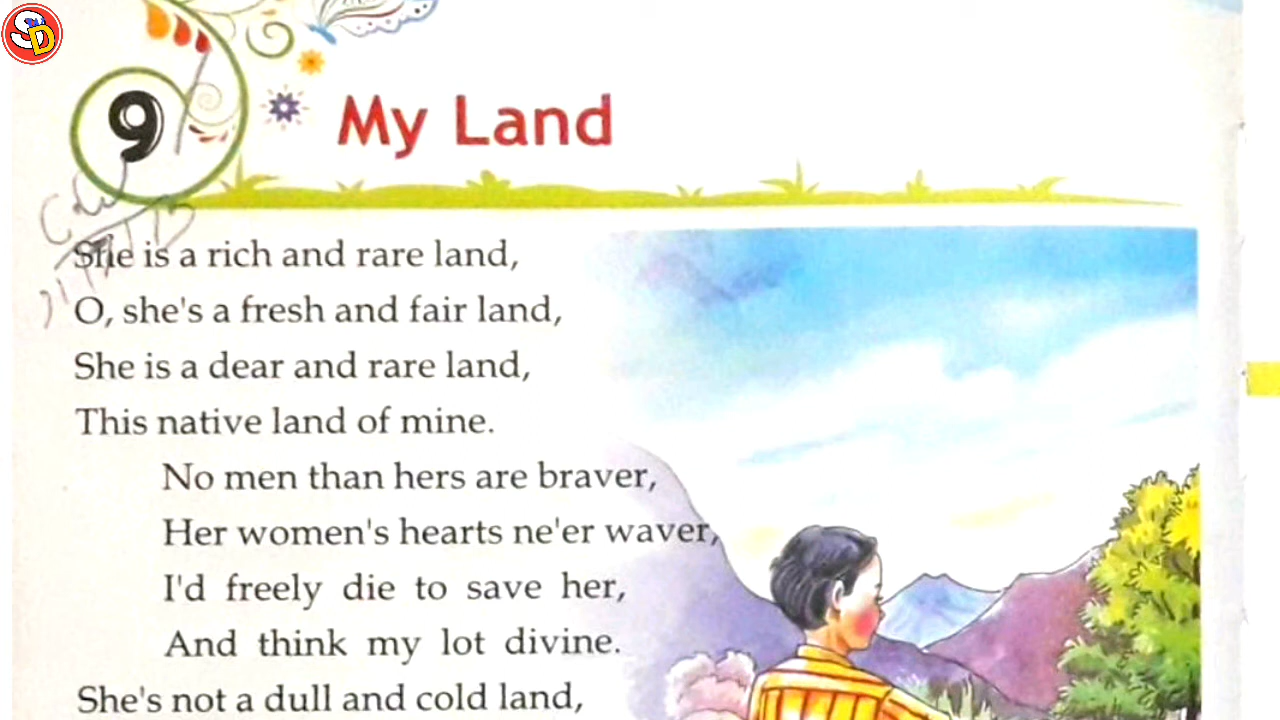 SD
9
My Land
She is a rich and rare land,
O, she's a fresh and fair land,
She is a dear and rare land,
This native land of mine.
No men than hers are braver,
Her women's hearts ne'er waver,
I'd freely die to save her,
And think my lot divine.
She's not a dull and cold land,